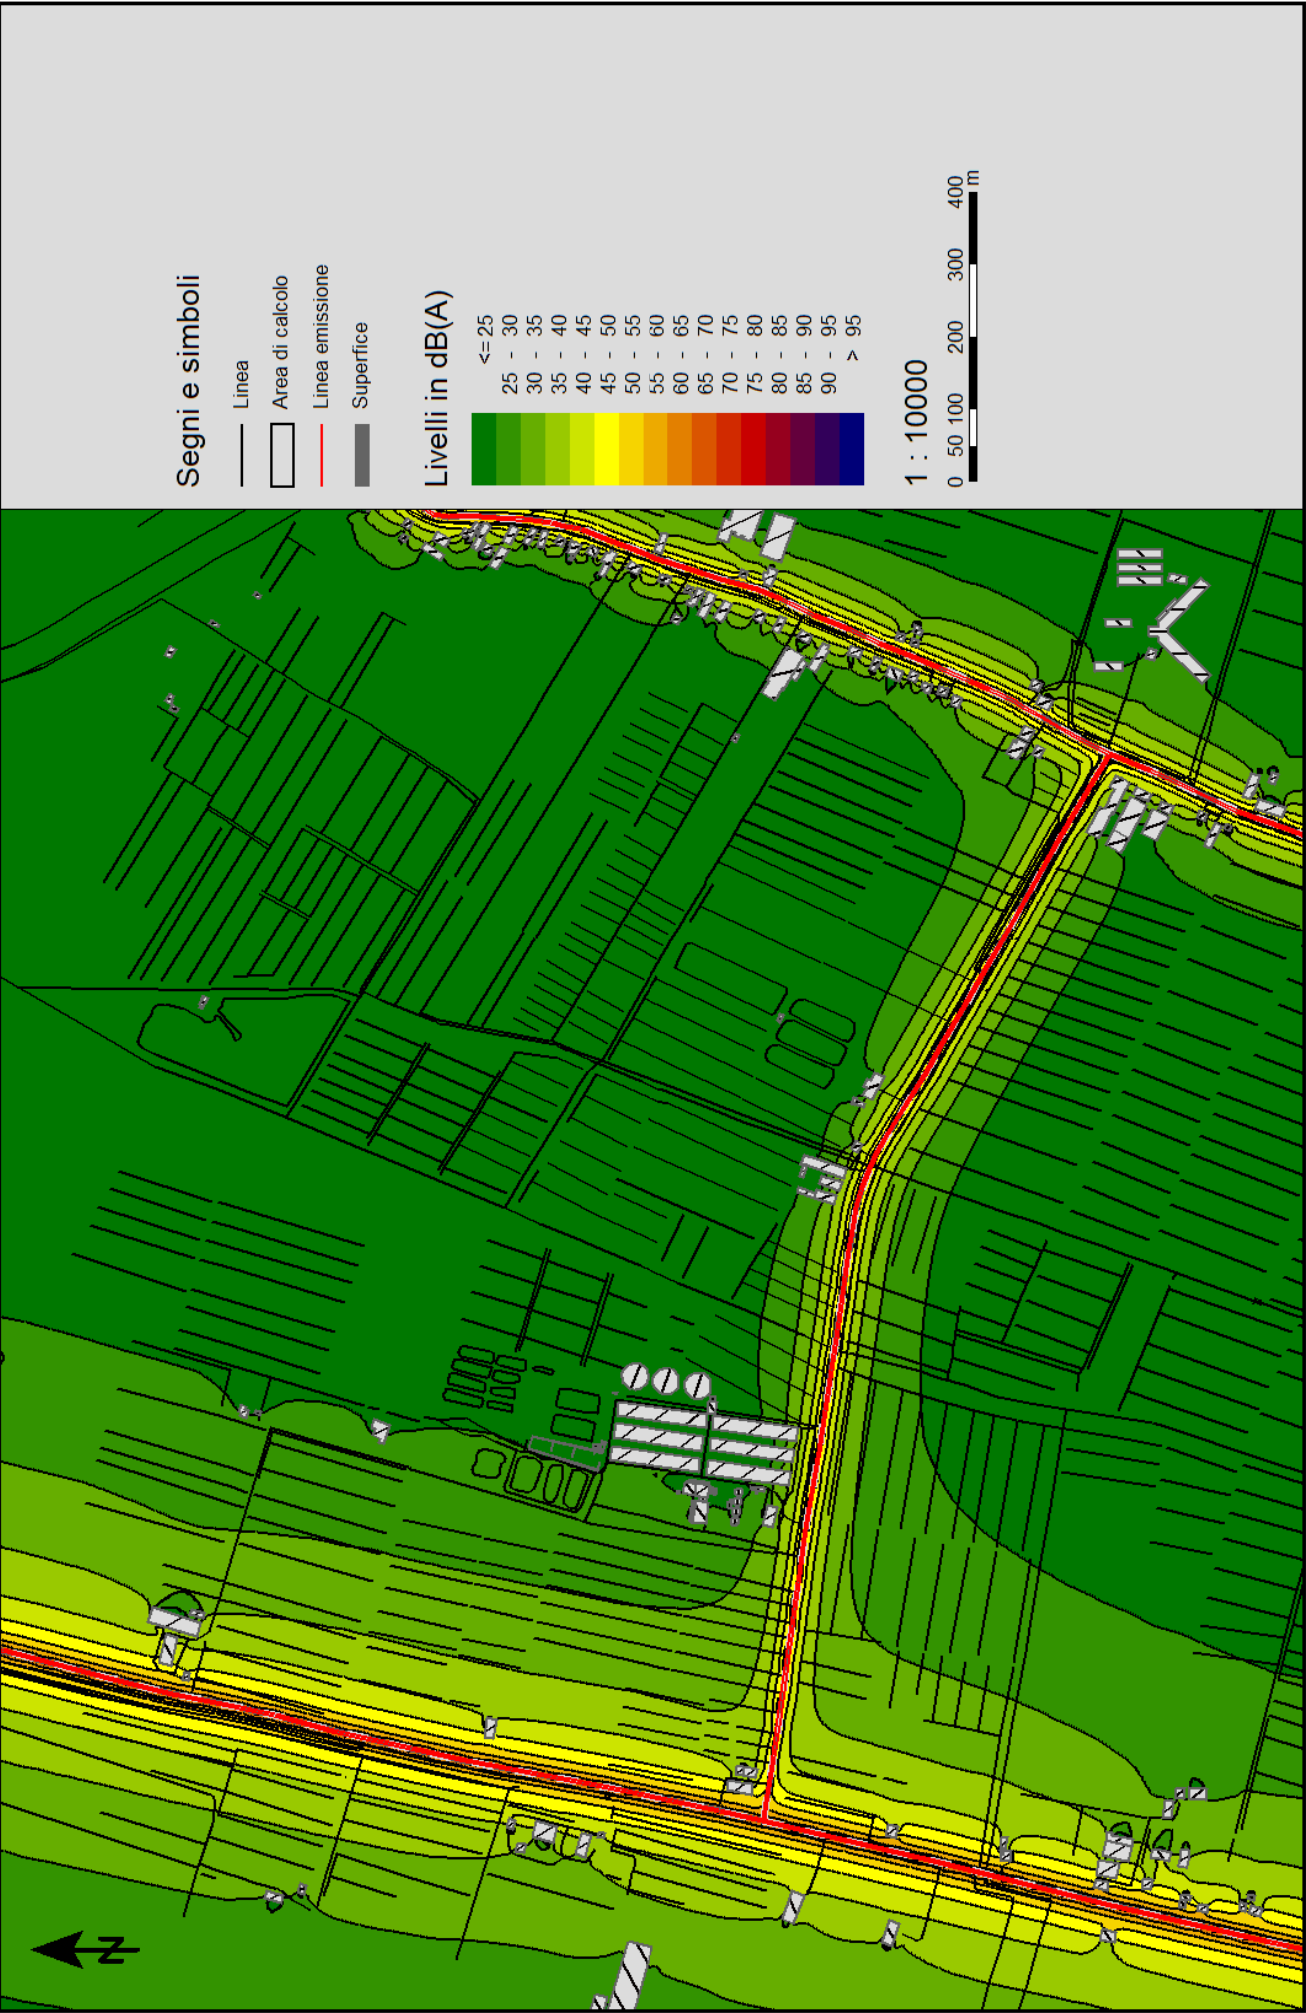 Segni e simboli
Linea
Area di calcolo
Linea emissione
Superfice
Livelli in dB(A)
<= 25
25 - 30
30 - 35
35 - 40
40 - 45
45 - 50
50 - 55
55 - 60
60 - 65
65 - 70
70 - 75
75 - 80
80 - 85
85 - 90
90 - 95
> 95
1 : 10000
0 50 100 200 300 400
m
N